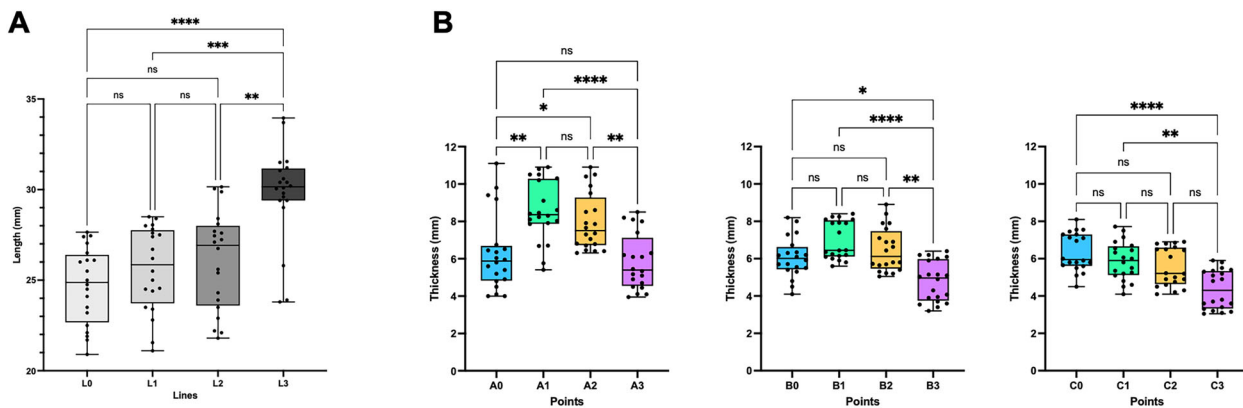 A
****
***
ns
ns
ns
**
35
30
25
20
Length (mm)
L0
L1
L2
L3
Lines
B
ns
****
*
**
ns
**
12
10
8
6
4
2
0
Thickness (mm)
A0
A1
A2
A3
Points
*
****
ns
ns
ns
**
12
10
8
6
4
2
0
Thickness (mm)
B0
B1
B2
B3
Points
****
**
ns
ns
ns
ns
12
10
8
6
4
2
0
Thickness (mm)
C0
C1
C2
C3
Points